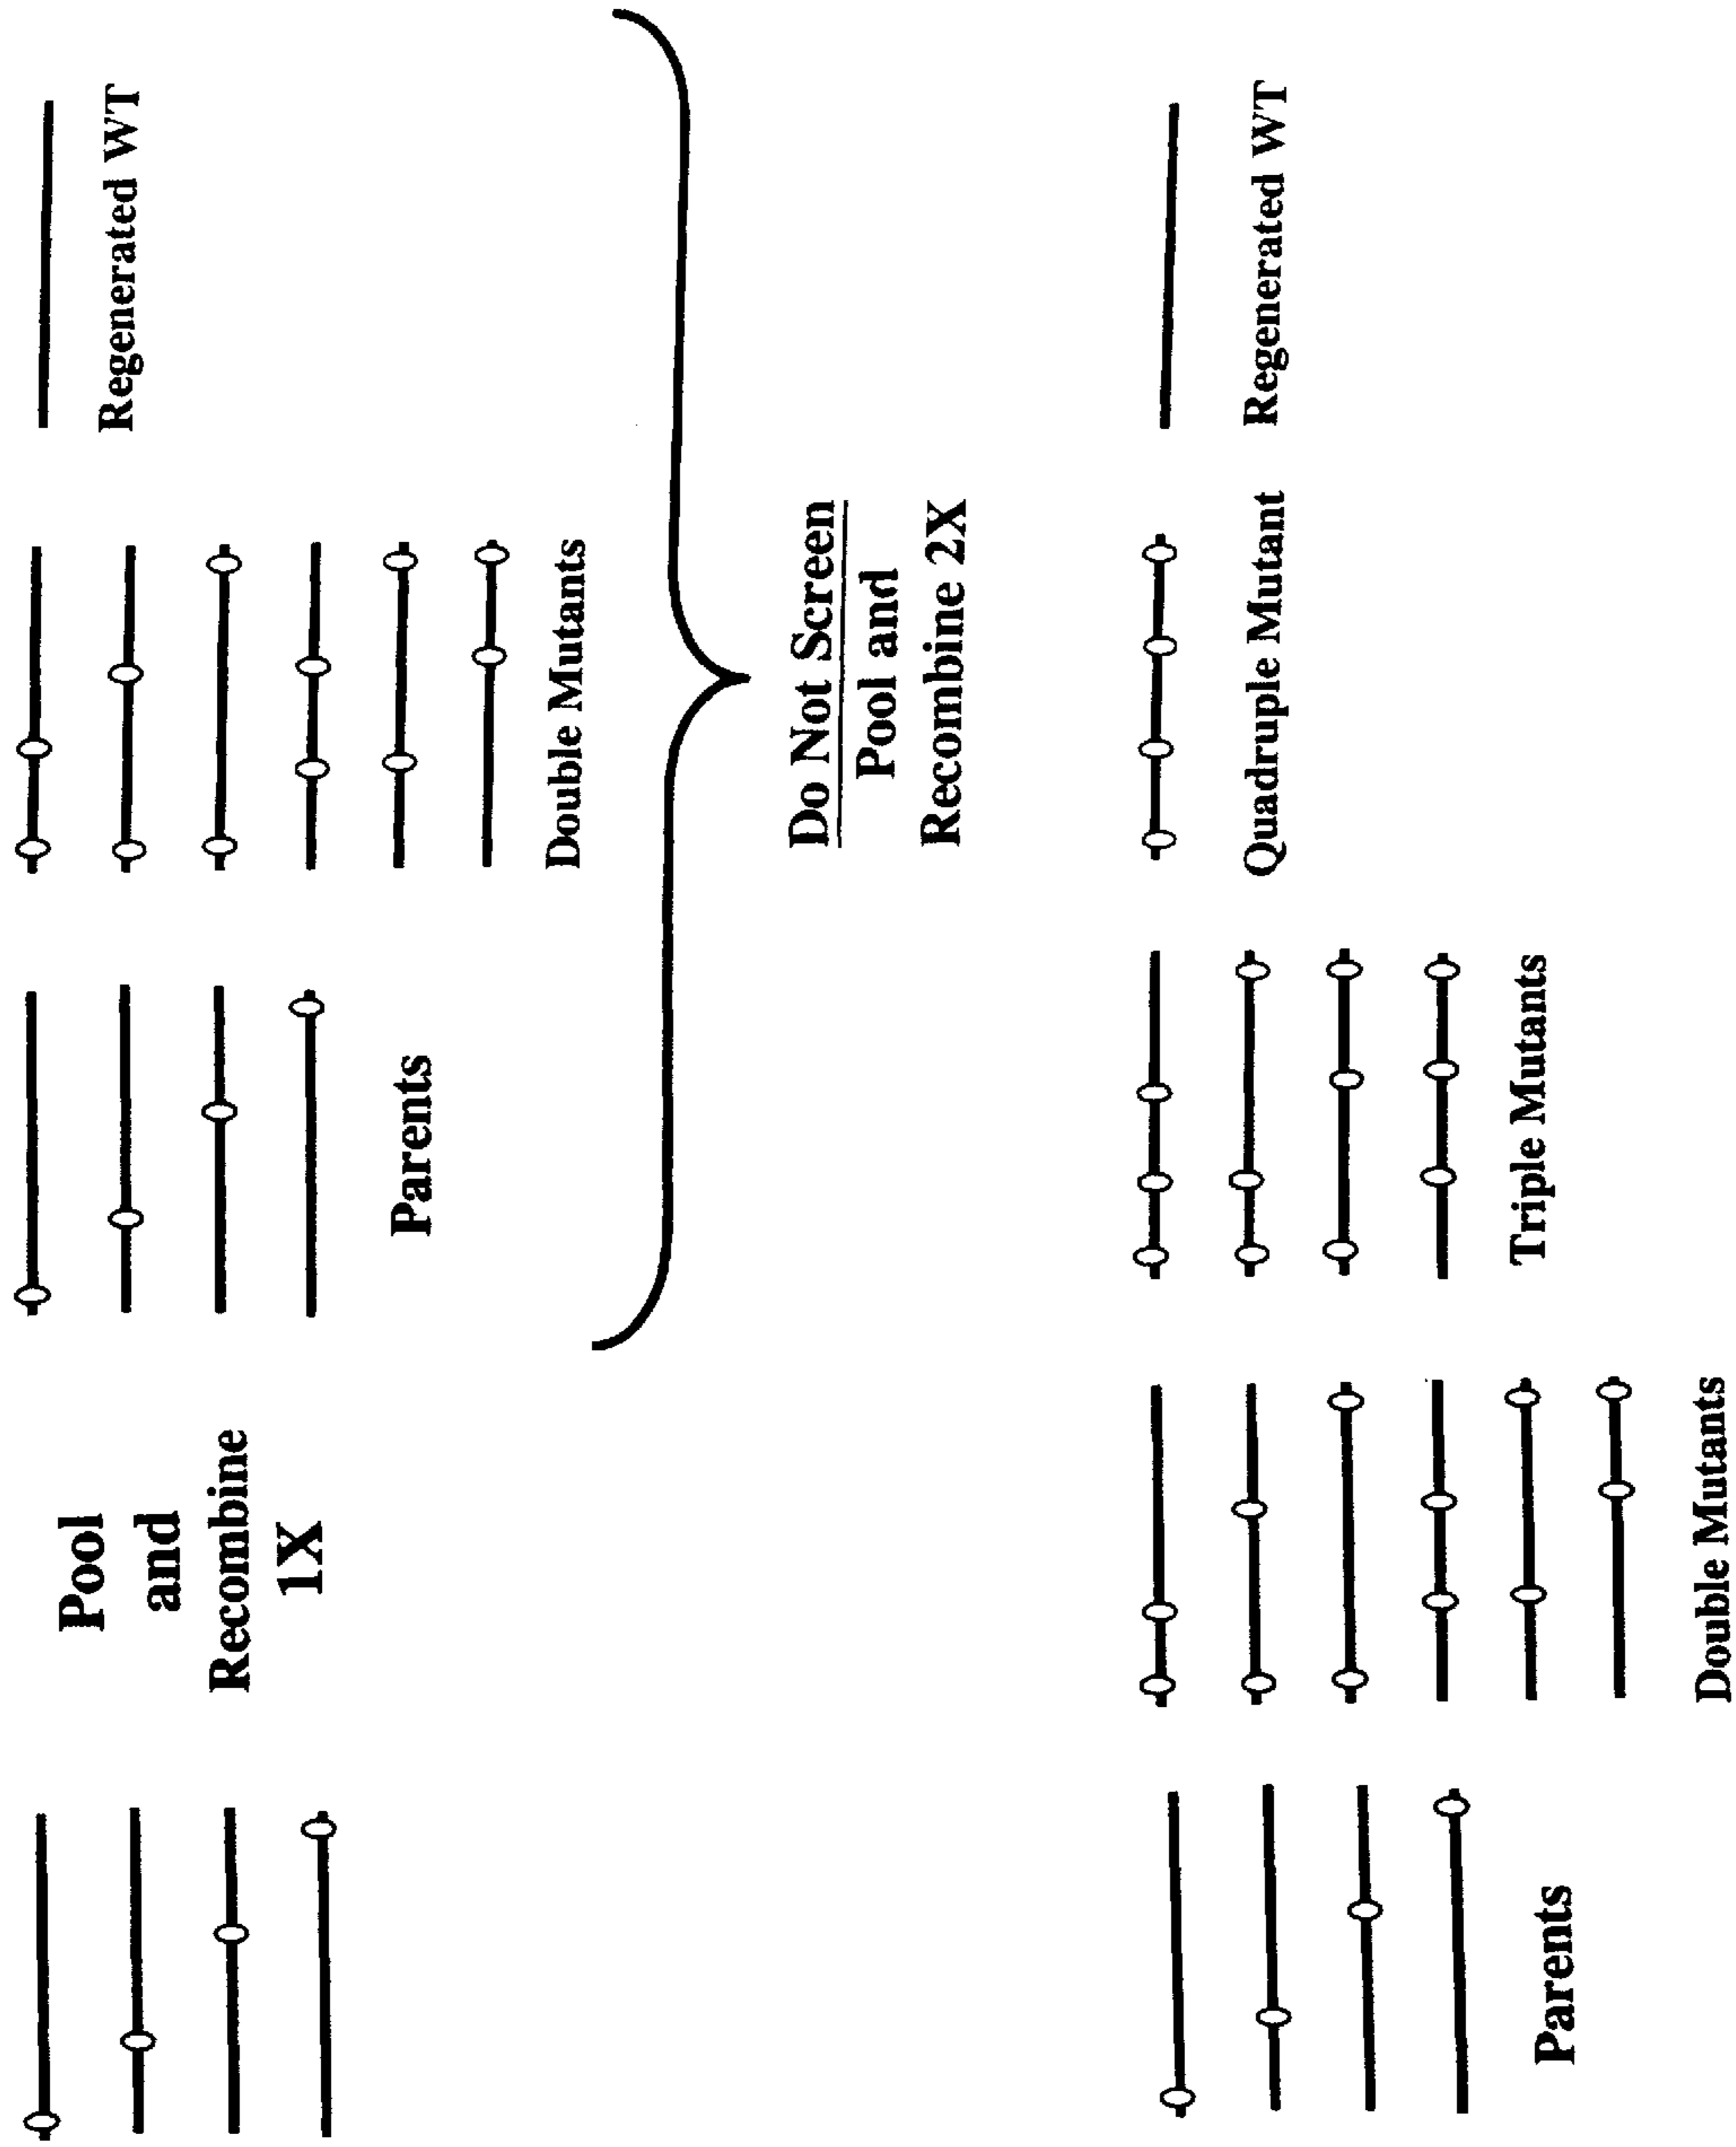 Pool
and
Recombine
1X
Parents
Double Mutants
Regenerated WT
Do Not Screen
Pool and
Recombine 2X
Parents
Double Mutants
Triple Mutants
Quadruple Mutant
Regenerated WT